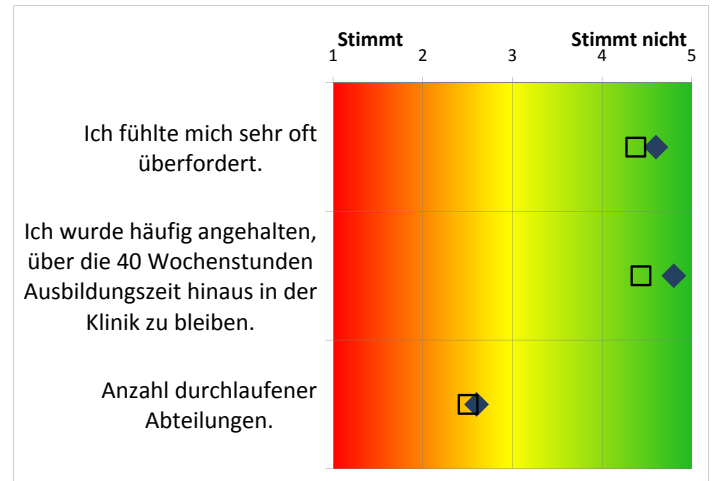 Stimmt Stimmt nicht
1 2 3 4 5
Ich fühlte mich sehr oft
überfordert.
Ich wurde häufig angehalten,
über die 40 Wochenstunden
Ausbildungszeit hinaus in der
Klinik zu bleiben.
Anzahl durchlaufener
Abteilungen.